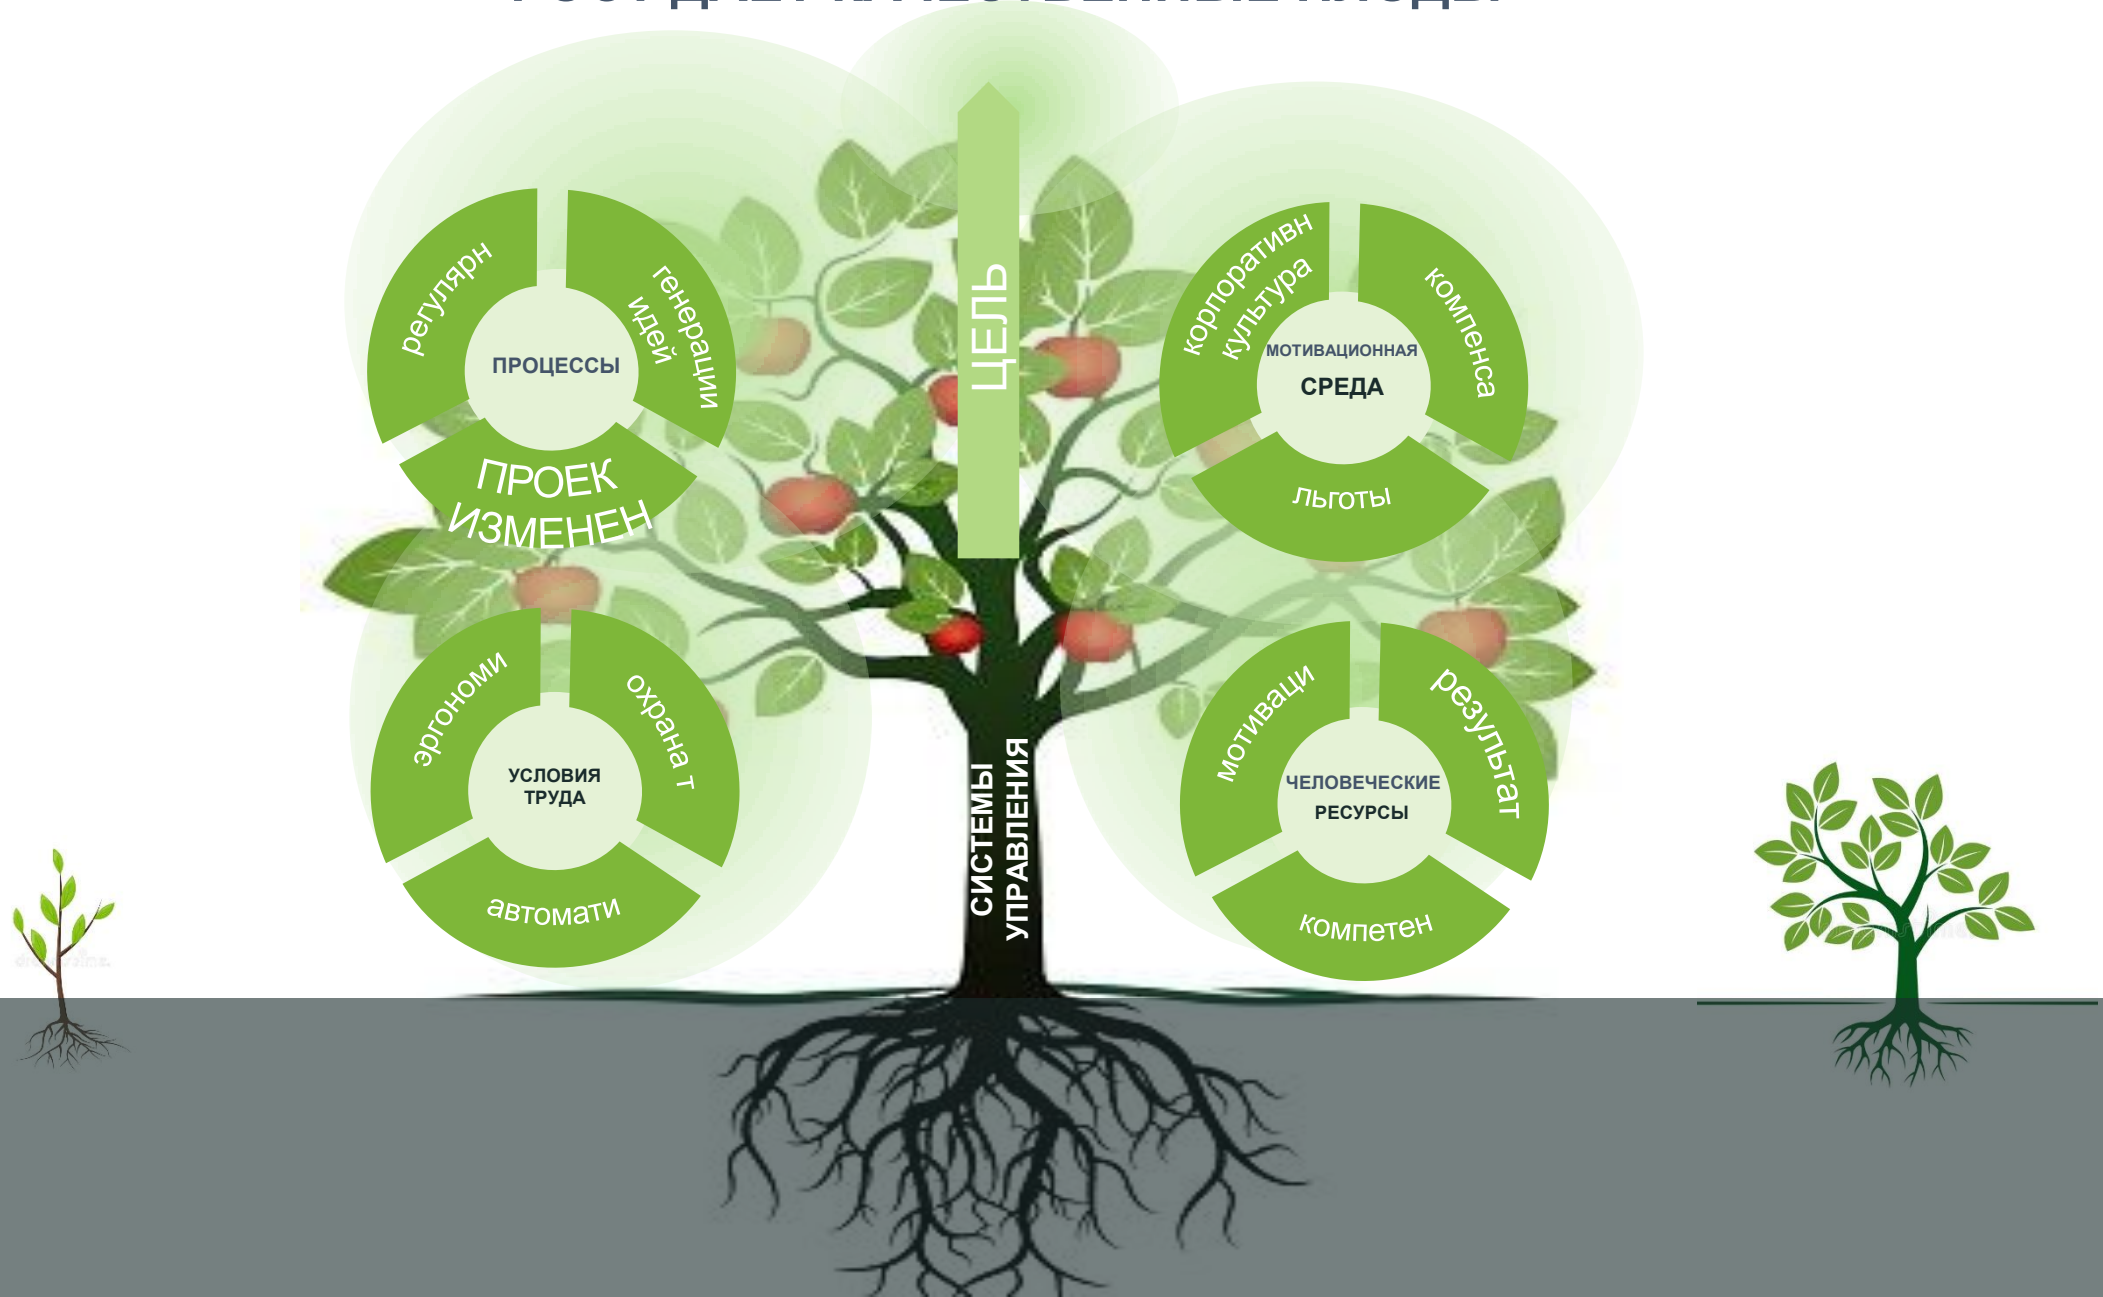 ПРОЦЕССЫ
регулярн
генерации
идей
ПРОЕК
ИЗМЕНЕН
ЦЕЛЬ
МОТИВАЦИОННАЯ
СРЕДА
корпоративн
культура
компенса
льготы
УСЛОВИЯ
ТРУДА
эргономи
охрана т
автомати
СИСТЕМЫ
УПРАВЛЕНИЯ
ЧЕЛОВЕЧЕСКИЕ
РЕСУРСЫ
мотиваци
результат
компетен